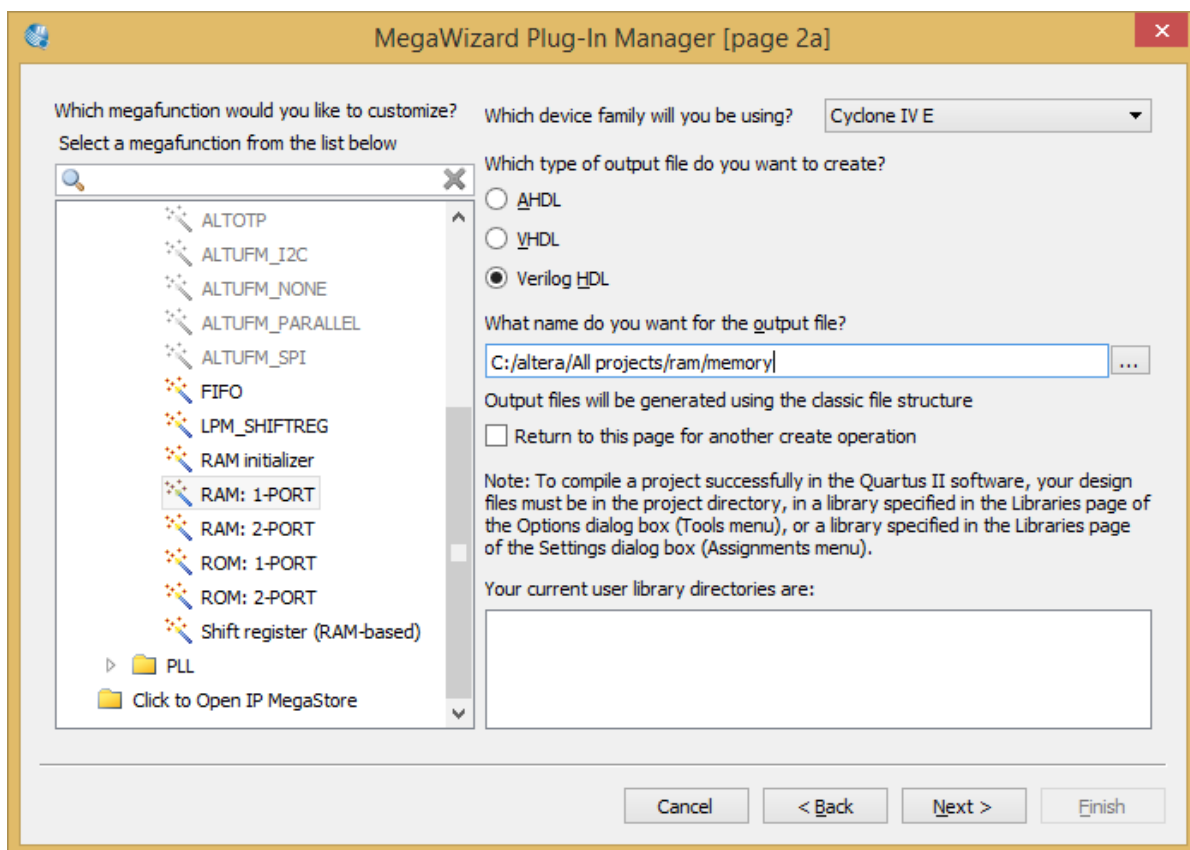 MegaWizard Plug-In Manager [page 2a]
Which megafunction would you like to customize?
Select a megafunction from the list below
ALTOTP
ALTUFM_I2C
ALTUFM_NONE
ALTUFM_PARALLEL
ALTUFM_SPI
FIFO
LPM_SHIFTREG
RAM initializer
RAM: 1-PORT
RAM: 2-PORT
ROM: 1-PORT
ROM: 2-PORT
Shift register (RAM-based)
PLL
Click to Open IP MegaStore
Which device family will you be using?
Cyclone IV E
Which type of output file do you want to create?
AHDL
VHDL
Verilog HDL
What name do you want for the output file?
C:/altera/All projects/ram/memory
...
Output files will be generated using the classic file structure
Return to this page for another create operation
Note: To compile a project successfully in the Quartus II software, your design
files must be in the project directory, in a library specified in the Libraries page of
the Options dialog box (Tools menu), or a library specified in the Libraries page
of the Settings dialog box (Assignments menu).
Your current user library directories are:
Cancel
< Back
Next >
Finish